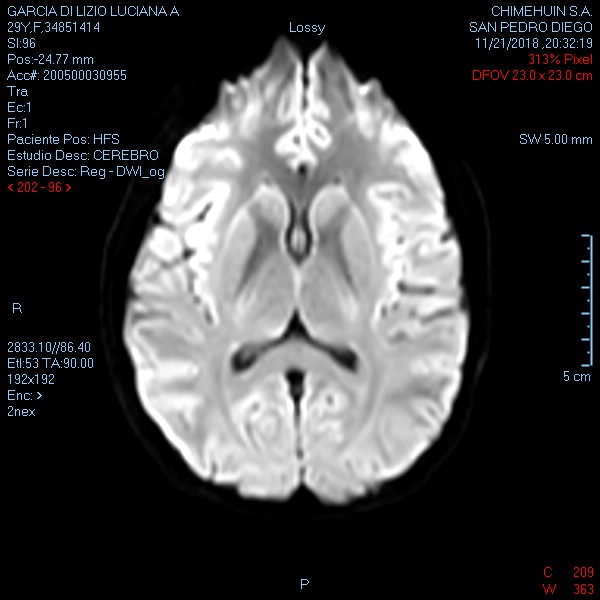 GARCIA DI LIZIO LUCIANA A
29Y,F,34851414
Sl:96
Pos:-24.77 mm
Acc#: 200500030955
Tra
Ec:1
Fr:1
Paciente Pos: HFS
Estudio Desc: CEREBRO
Serie Desc: Reg - DWI_og
< 202 - 96 >
Lossy
CHIMEHUIN S.A.
SAN PEDRO DIEGO
11/21/2018 ,20:32:19
313% Pixel
DFOV 23.0 x 23.0 cm
SW 5.00 mm
R
5 cm
2833.10//86.40
Etl:53 TA:90.00
192x192
Enc: >
2nex
P
C 209
W 363